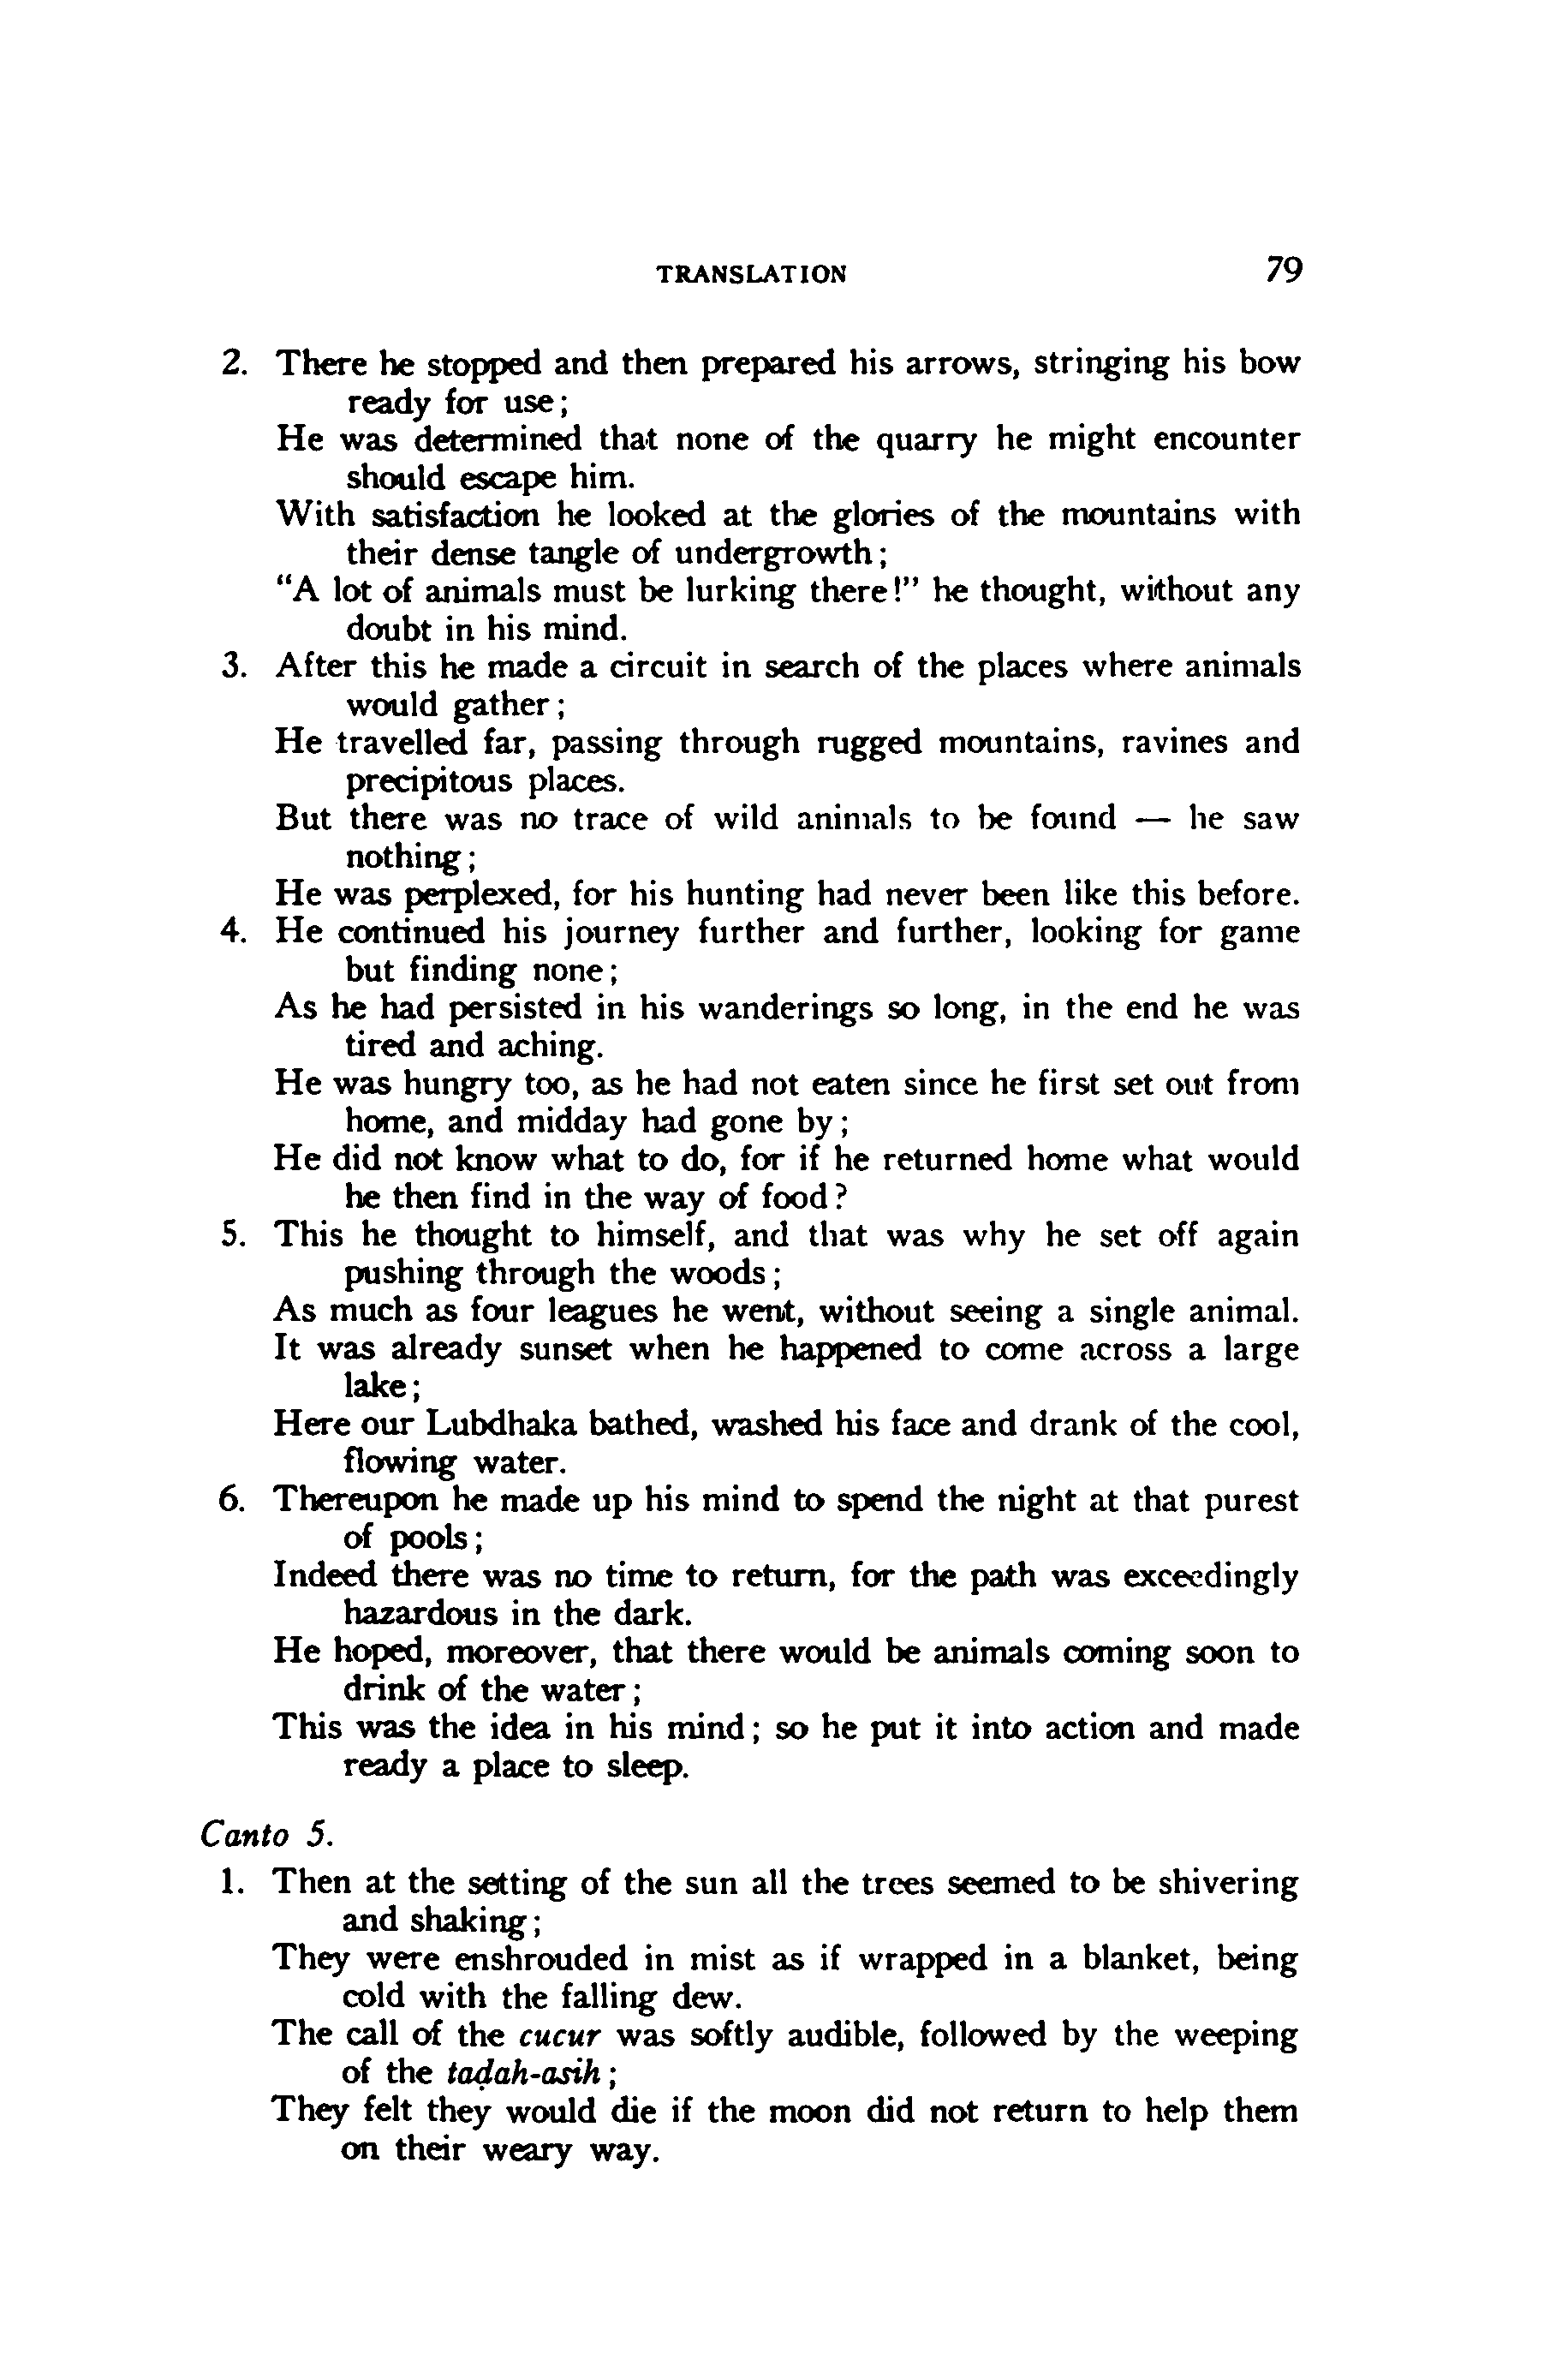 TRANSLATION 79
2. There he stopped and then prepared his arrows, stringing his bow
ready for use;
He was determined that none of the quarry he might encounter
should escape him.
With satisfaction he looked at the glories of the mountains with
their dense tangle of undergrowth;
“A lot of animals must be lurking there!” he thought, without any
doubt in his mind.
3. After this he made a circuit in search of the places where animals
would gather;
He travelled far, passing through rugged mountains, ravines and
precipitous places.
But there was no trace of wild animals to be found — he saw
nothing;
He was perplexed, for his hunting had never been like this before.
4. He continued his journey further and further, looking for game
but finding none;
As he had persisted in his wanderings so long, in the end he was
tired and aching.
He was hungry too, as he had not eaten since he first set out from
home, and midday had gone by;
He did not know what to do, for if he returned home what would
he then find in the way of food?
5. This he thought to himself, and that was why he set off again
pushing through the woods;
As much as four leagues he went, without seeing a single animal.
It was already sunset when he happened to come across a large
lake;
Here our Lubdhaka bathed, washed his face and drank of the cool,
flowing water.
6. Thereupon he made up his mind to spend the night at that purest
of pools;
Indeed there was no time to return, for the path was exceedingly
hazardous in the dark.
He hoped, moreover, that there would be animals coming soon to
drink of the water;
This was the idea in his mind; so he put it into action and made
ready a place to sleep.
Canto 5.
1. Then at the setting of the sun all the trees seemed to be shivering
and shaking;
They were enshrouded in mist as if wrapped in a blanket, being
cold with the falling dew.
The call of the cucur was softly audible, followed by the weeping
of the taḍah-asih;
They felt they would die if the moon did not return to help them
on their weary way.